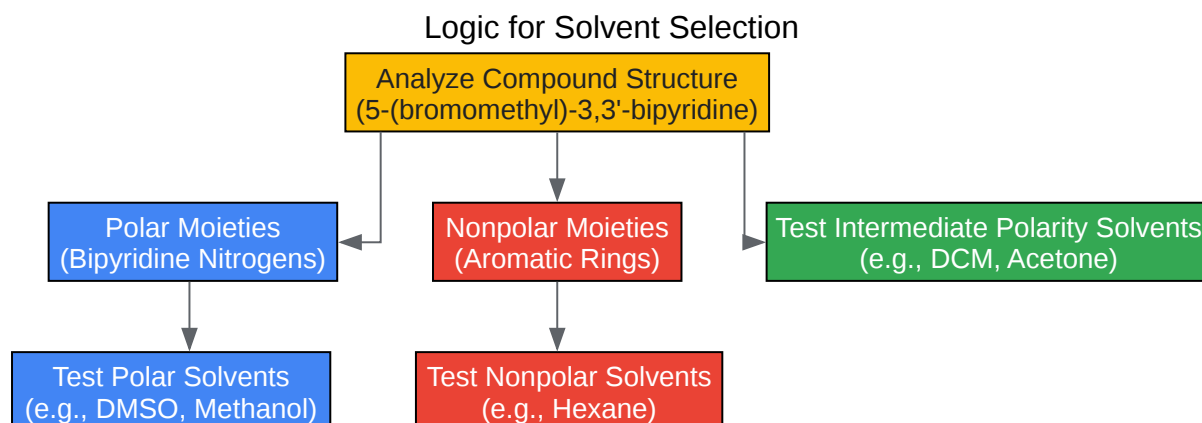 Logic for Solvent Selection
Analyze Compound Structure
(5-(bromomethyl)-3,3'-bipyridine)
Polar Moieties
(Bipyridine Nitrogens)
Nonpolar Moieties
(Aromatic Rings)
Test Intermediate Polarity Solvents
(e.g., DCM, Acetone)
Test Polar Solvents
(e.g., DMSO, Methanol)
Test Nonpolar Solvents
(e.g., Hexane)